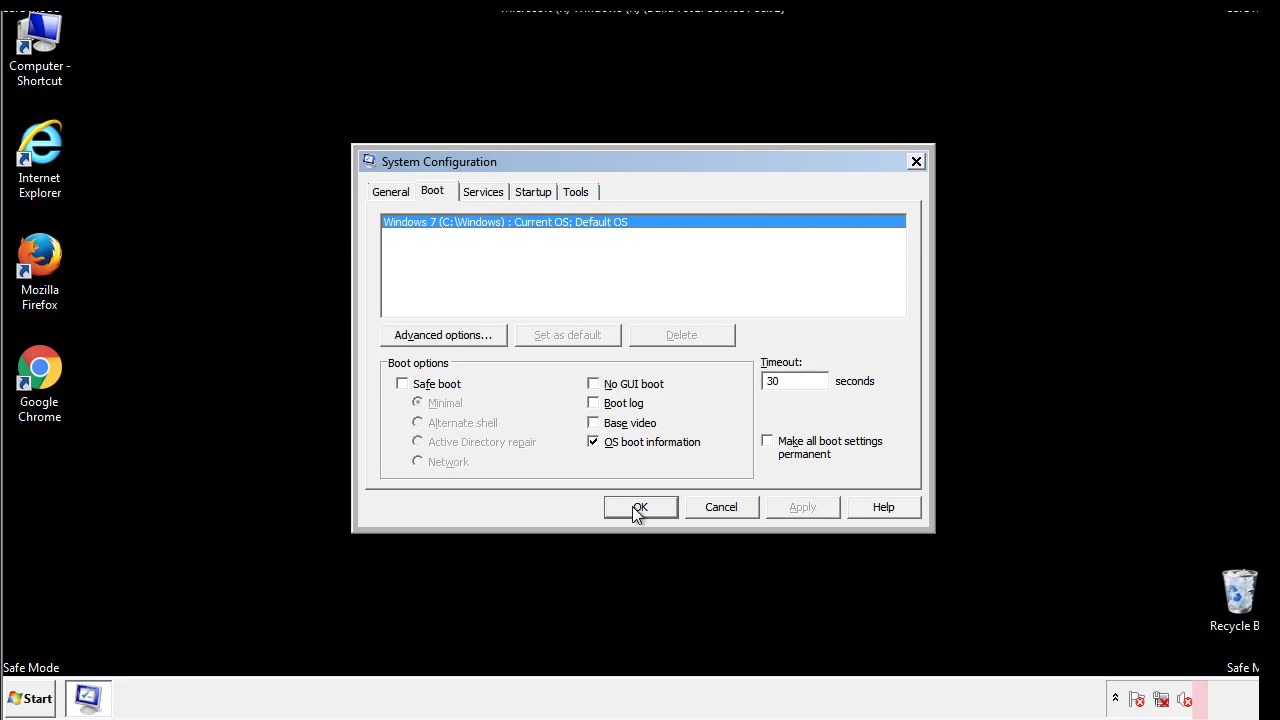 Computer -
Shortcut
Internet
Explorer
Mozilla
Firefox
Google
Chrome
System Configuration
General
Boot
Services
Startup
Tools
Windows 7 (C:\Windows) : Current OS; Default OS
Advanced options...
Set as default
Delete
Boot options
Safe boot
Minimal
Alternate shell
Active Directory repair
Network
No GUI boot
Boot log
Base video
OS boot information
Timeout:
30 seconds
Make all boot settings
permanent
OK
Cancel
Apply
Help
Recycle B
Safe Mode
Safe M
Start